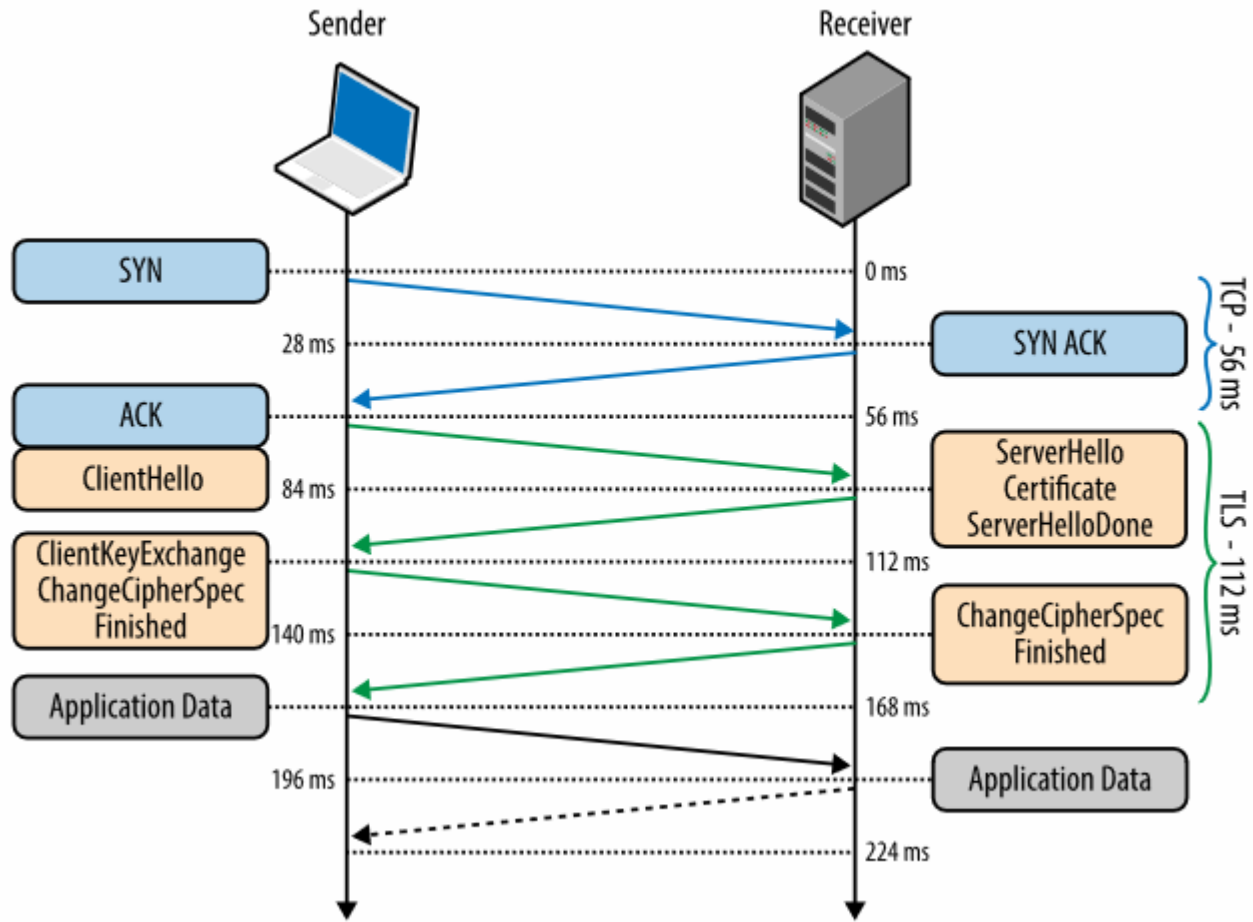 Sender
Receiver
SYN
0 ms
28 ms
SYN ACK
TCP - 56 ms
ACK
56 ms
ClientHello
84 ms
ServerHello
Certificate
ServerHelloDone
TLS - 112 ms
ClientKeyExchange
ChangeCipherSpec
Finished
112 ms
140 ms
ChangeCipherSpec
Finished
Application Data
168 ms
196 ms
Application Data
224 ms